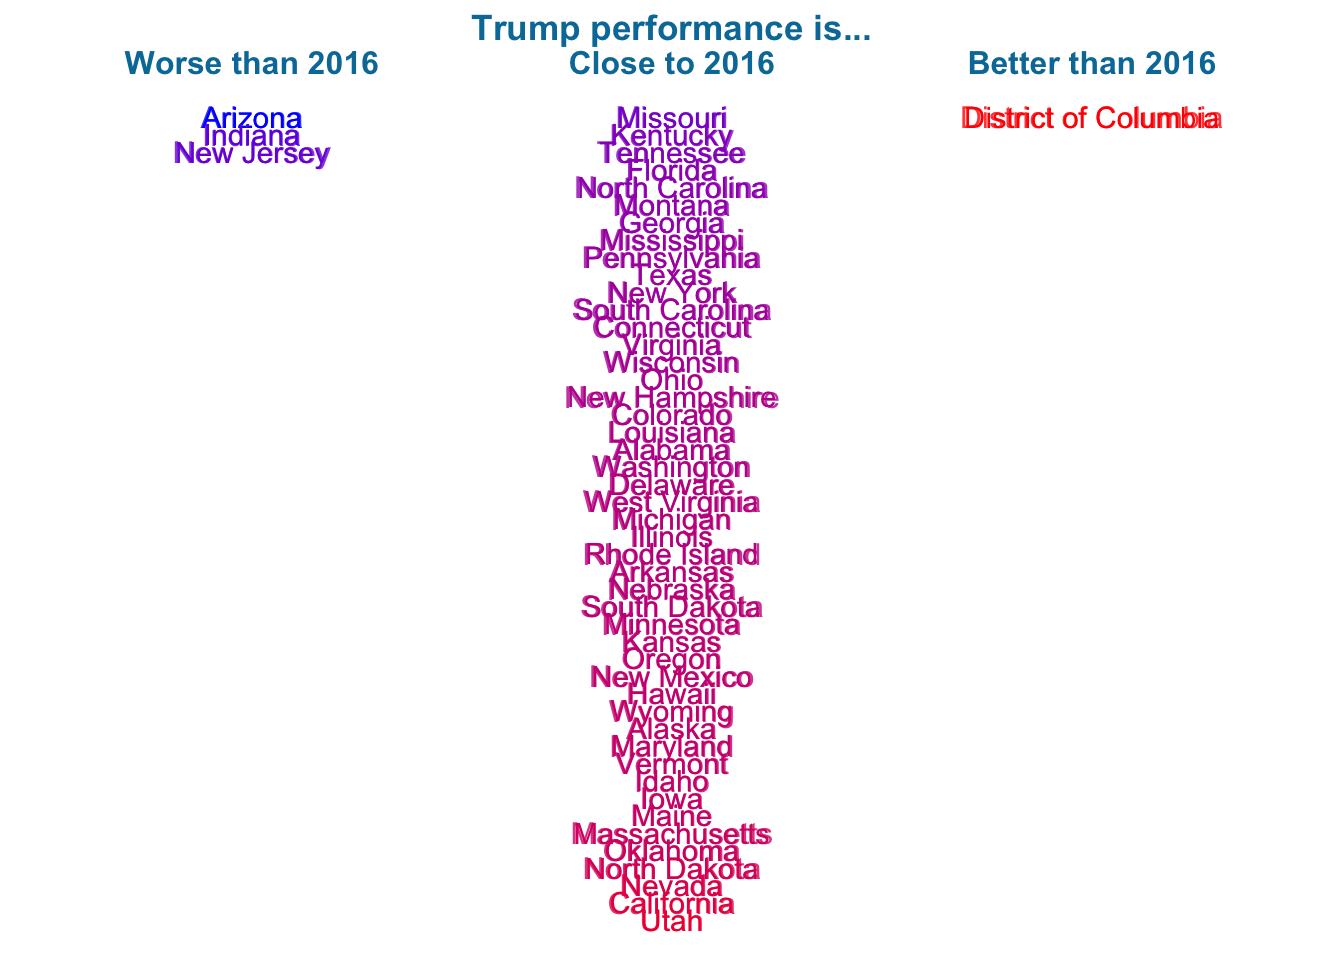 Trump performance is...
Worse than 2016
Close to 2016
Better than 2016
Arizona
Indiana
New Jersey
Missouri
Kentucky
Tennessee
Florida
North Carolina
Montana
Georgia
Mississippi
Pennsylvania
Texas
New York
South Carolina
Connecticut
Virginia
Wisconsin
Ohio
New Hampshire
Colorado
Louisiana
Alabama
Washington
Delaware
West Virginia
Michigan
Illinois
Rhode Island
Arkansas
Nebraska
South Dakota
Minnesota
Kansas
Oregon
New Mexico
Hawaii
Wyoming
Alaska
Maryland
Vermont
Idaho
Iowa
Maine
Massachusetts
Oklahoma
North Dakota
Nevada
California
Utah
District of Columbia